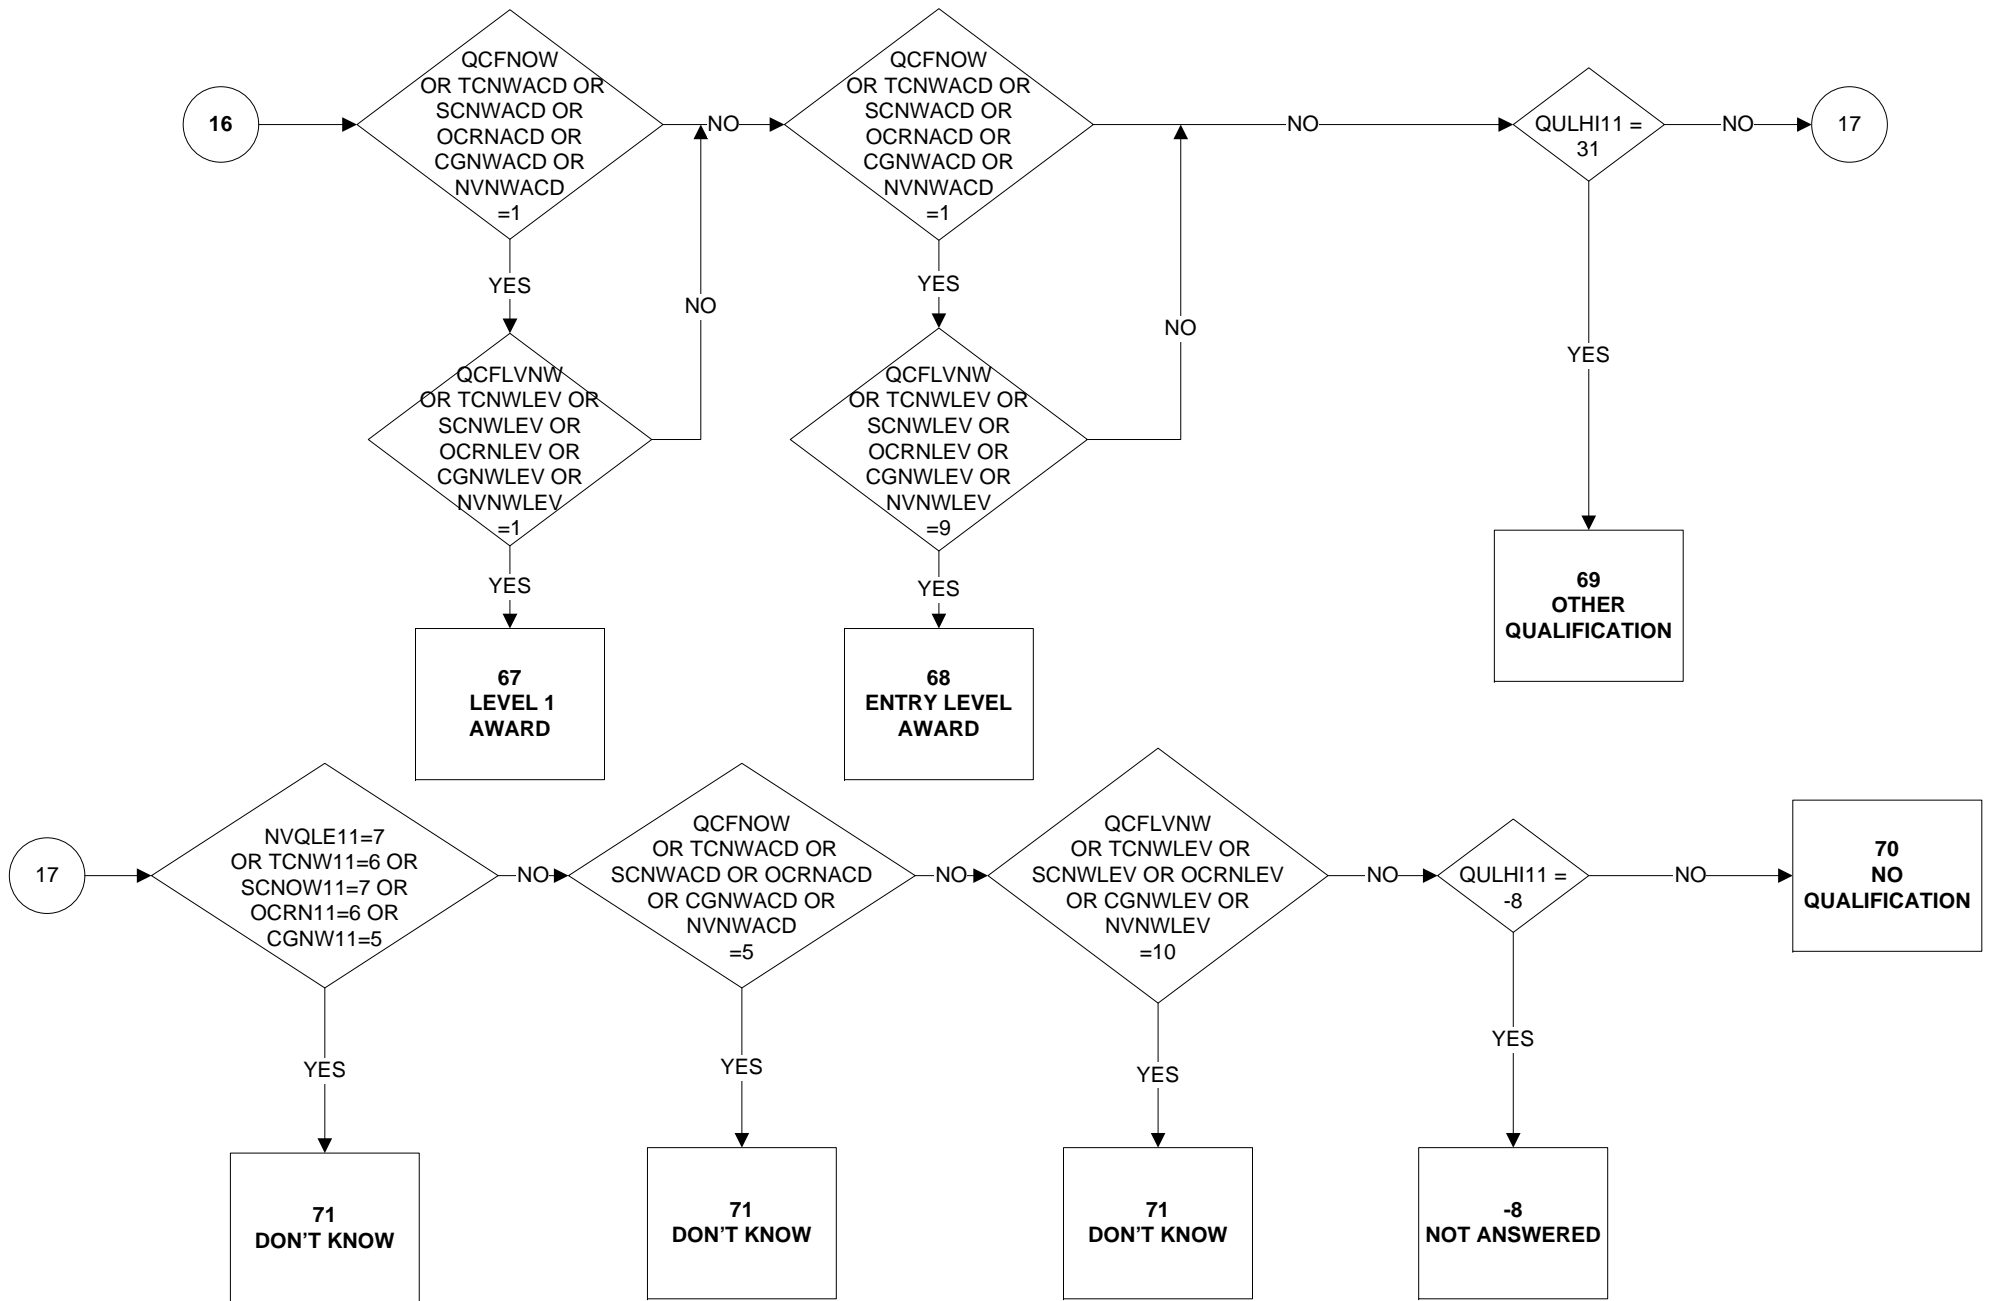 16
QCFNOW
OR TCNWACD OR
SCNWACD OR
OCRNACD OR
CGNWACD OR
NVNWACD
=1
NO
QCFNOW
OR TCNWACD OR
SCNWACD OR
OCRNACD OR
CGNWACD OR
NVNWACD
=1
NO
QULHI11 =
31
NO
17
YES
YES
NO
NO
YES
QCFLVNW
OR TCNWLEV OR
SCNWLEV OR
OCRNLEV OR
CGNWLEV OR
NVNWLEV
=1
QCFLVNW
OR TCNWLEV OR
SCNWLEV OR
OCRNLEV OR
CGNWLEV OR
NVNWLEV
=9
YES
YES
67
LEVEL 1
AWARD
68
ENTRY LEVEL
AWARD
69
OTHER
QUALIFICATION
17
NVQLE11=7
OR TCNW11=6 OR
SCNOW11=7 OR
OCRN11=6 OR
CGNW11=5
NO
QCFNOW
OR TCNWACD OR
SCNWACD OR OCRNACD
OR CGNWACD OR
NVNWACD
=5
NO
QCFLVNW
OR TCNWLEV OR
SCNWLEV OR OCRNLEV
OR CGNWLEV OR
NVNWLEV
=10
NO
QULHI11 =
-8
NO
70
NO
QUALIFICATION
YES
YES
YES
YES
71
DON'T KNOW
71
DON'T KNOW
71
DON'T KNOW
-8
NOT ANSWERED